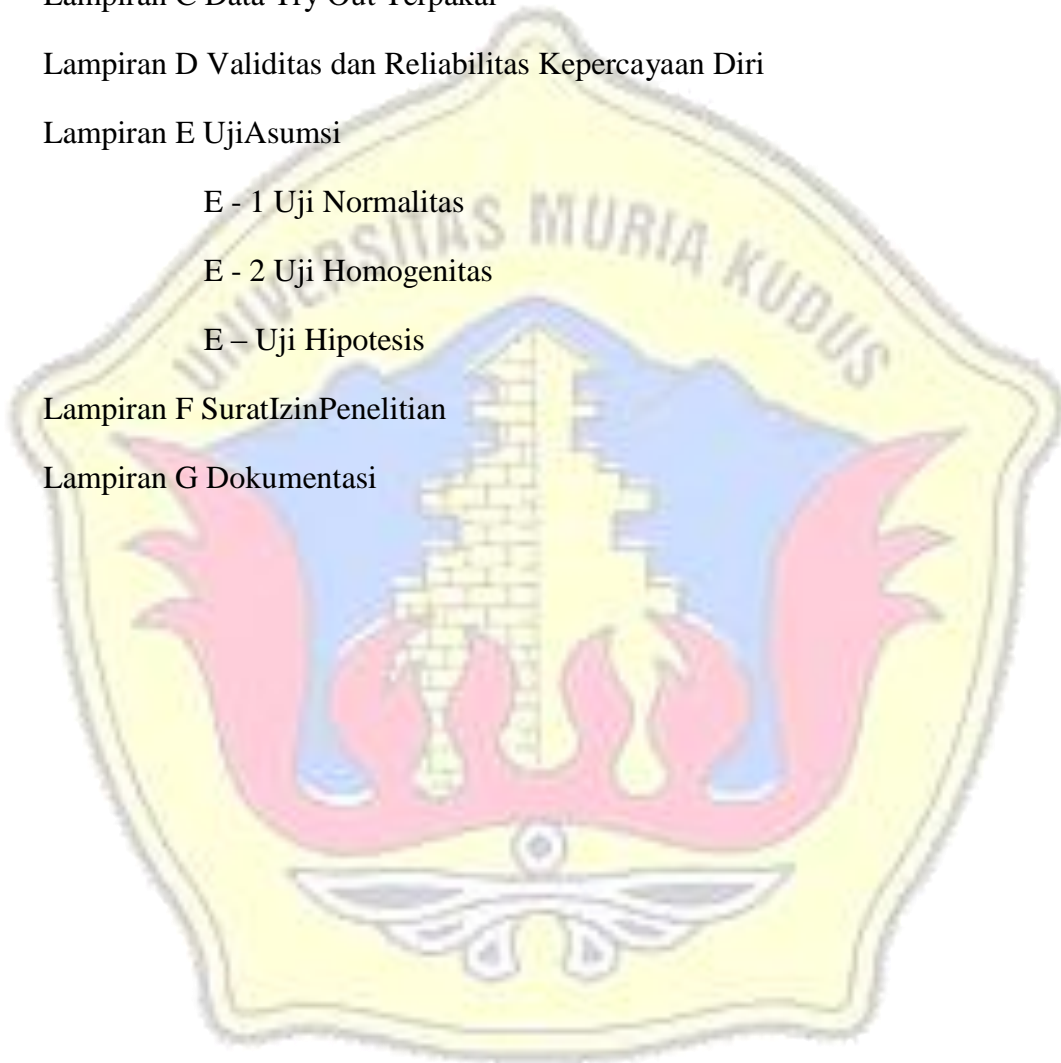 Lampiran C Data Try Out Terpakai
Lampiran D Validitas dan Reliabilitas Kepercayaan Diri
Lampiran E UjiAsumsi
E - 1 Uji Normalitas
E - 2 Uji Homogenitas
E – Uji Hipotesis
Lampiran F SuratIzinPenelitian
Lampiran G Dokumentasi
UNIVERSITAS MURIA KUDUS